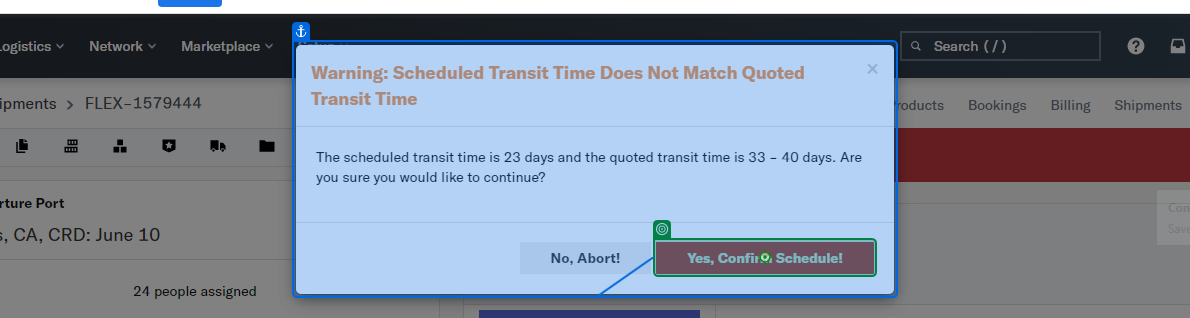 ogistics Network Marketplace Search (/)
Warning: Scheduled Transit Time Does Not Match Quoted
Transit Time
ipments > FLEX-1579444
roducts Bookings Billing Shipments
The scheduled transit time is 23 days and the quoted transit time is 33 – 40 days. Are
you sure you would like to continue?
rture Port
s, CA, CRD: June 10
Con
Save
No, Abort! Yes, Confirm Schedule!
24 people assigned